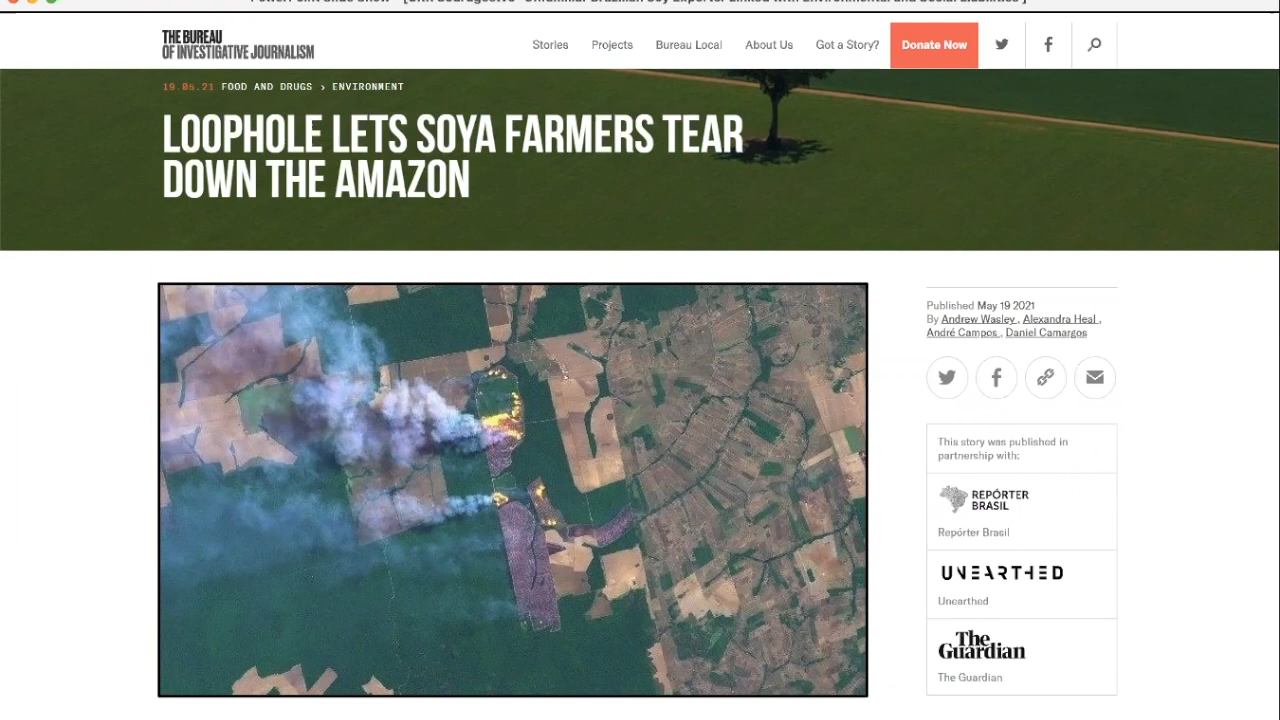 THE BUREAU
OF INVESTIGATIVE JOURNALISM
Stories Projects Bureau Local About Us Got a Story? Donate Now
19.05.21 FOOD AND DRUGS › ENVIRONMENT
LOOPHOLE LETS SOYA FARMERS TEAR
DOWN THE AMAZON
Published May 19 2021
By Andrew Wasley , Alexandra Heal ,
André Campos , Daniel Camargos
This story was published in
partnership with:
REPÓRTER
BRASIL
Repórter Brasil
UNEARTHED
Unearthed
The
Guardian
The Guardian